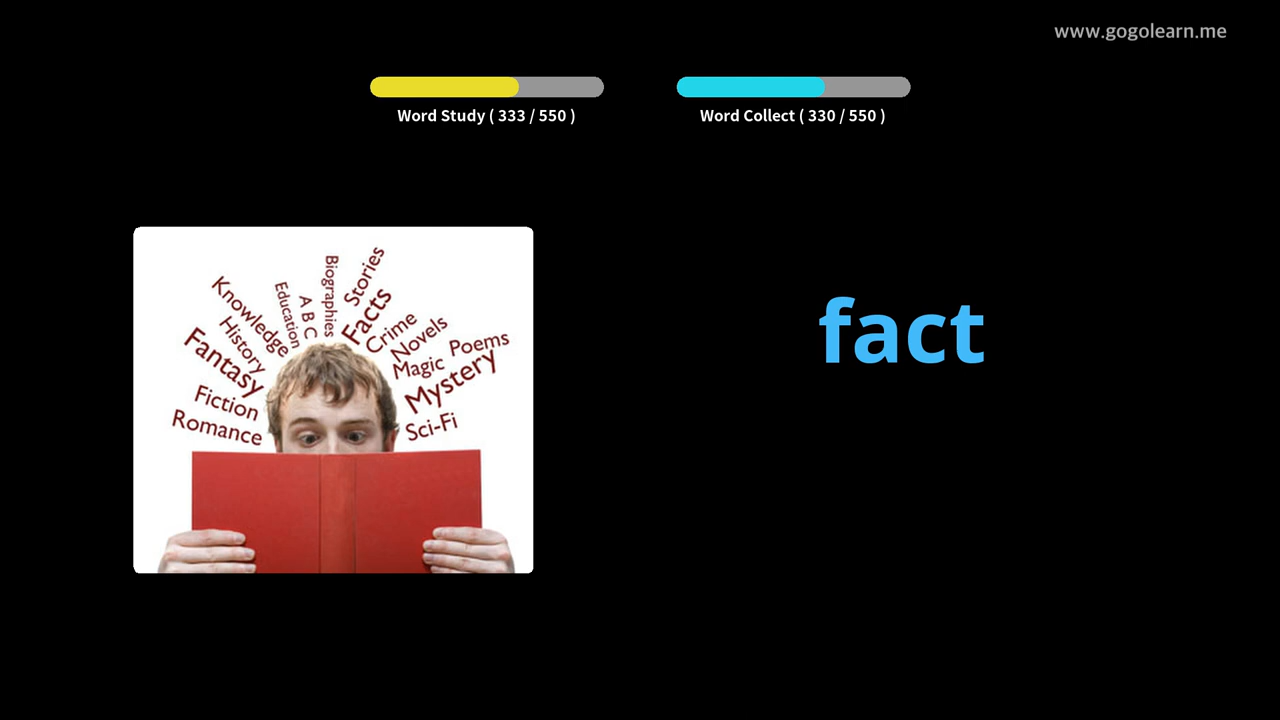 www.gogolearn.me
Word Study ( 333 / 550 )
Word Collect ( 330 / 550 )
Romance
Fiction
Fantasy
History
Knowledge
Education
A B C
Biographies
Stories
Facts
Crime
Novels
Magic
Poems
Mystery
Sci-Fi
fact